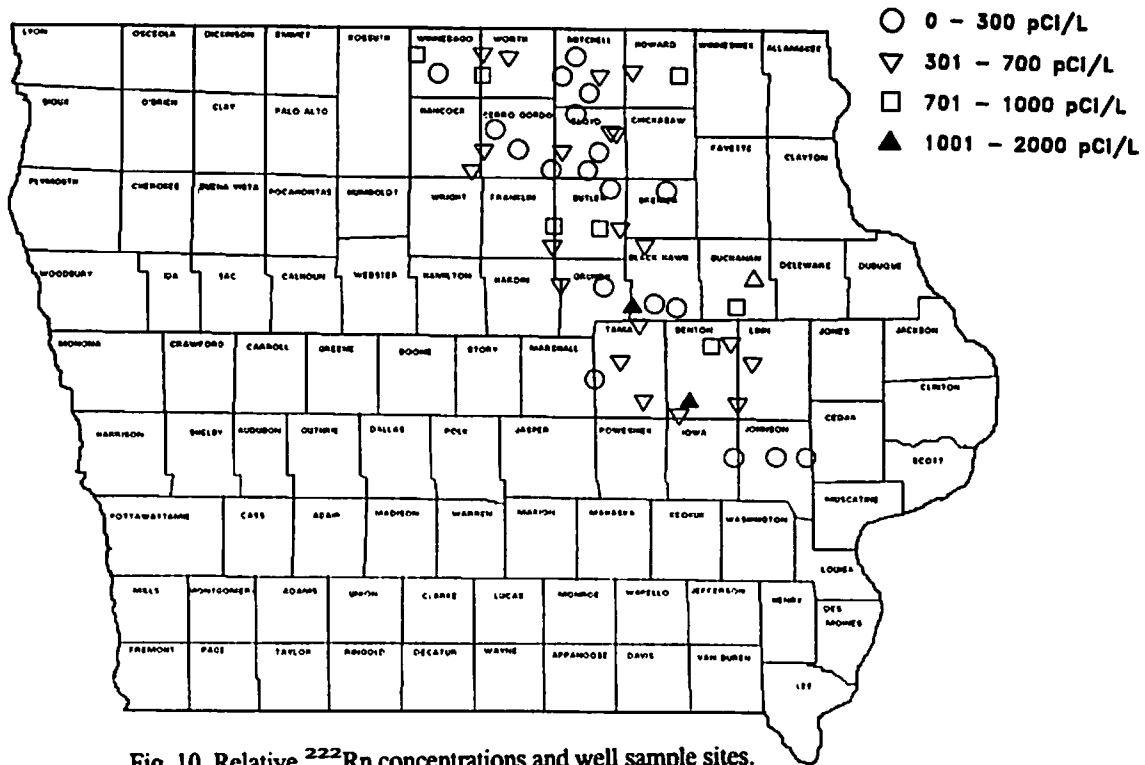 ○ 0 – 300 pCi/L
▽ 301 – 700 pCi/L
□ 701 – 1000 pCi/L
▲ 1001 – 2000 pCi/L
LYON
OSCEOLA
DICKINSON
EMMET
KOSSUTH
WINNEBAGO
WORTH
MITCHELL
HOWARD
WINNESHIEK
ALLAMAKEE
SIOUX
O'BRIEN
CLAY
PALO ALTO
HANCOCK
CERRO GORDO
FLOYD
CHICKASAW
FAYETTE
CLAYTON
PLYMOUTH
CHEROKEE
BUENA VISTA
POCAHONTAS
HUMBOLDT
WRIGHT
FRANKLIN
BUTLER
BREMER
WOODBURY
IDA
SAC
CALHOUN
WEBSTER
HAMILTON
HARDIN
GRUNDY
BLACK HAWK
BUCHANAN
DELEWARE
DUBUQUE
MONONA
CRAWFORD
CARROLL
GREENE
BOONE
STORY
MARSHALL
TAMA
BENTON
LINN
JONES
JACKSON
CLINTON
HARRISON
SHELBY
AUDUBON
GUTHRIE
DALLAS
POLK
JASPER
POWESHIEK
IOWA
JOHNSON
CEDAR
SCOTT
MUSCATINE
POTTAWATTAMIE
CASS
ADAIR
MADISON
WARREN
MARION
MAHASKA
KEOKUK
WASHINGTON
LOUISA
MILLS
MONTGOMERY
ADAMS
UNION
CLARKE
LUCAS
MONROE
WAPELLO
JEFFERSON
HENRY
DES
MOINES
FREMONT
PAGE
TAYLOR
RINGOLD
DECATUR
WAYNE
APPANOOSE
DAVIS
VAN BUREN
LEE
Fig. 10. Relative ²²²Rn concentrations and well sample sites.